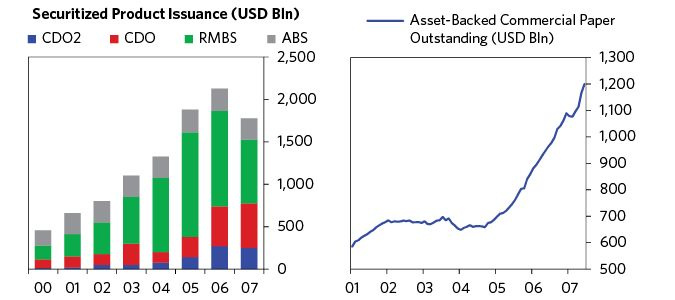 Securitized Product Issuance (USD Bln)
CDO2 CDO RMBS ABS
2,500
2,000
1,500
1,000
500
0
00 01 02 03 04 05 06 07
Asset-Backed Commercial Paper
Outstanding (USD Bln)
1,300
1,200
1,100
1,000
900
800
700
600
500
01 02 03 04 05 06 07